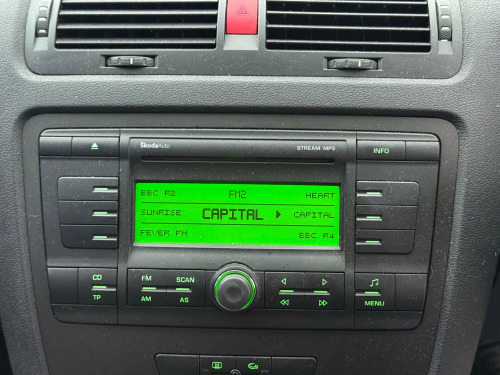 ŠkodaAuto STREAM MP3
INFO
BBC R2 FM2 HEART
SUNRISE CAPITAL CAPITAL
FEVER FM BBC R4
CD FM SCAN
TP AM AS MENU